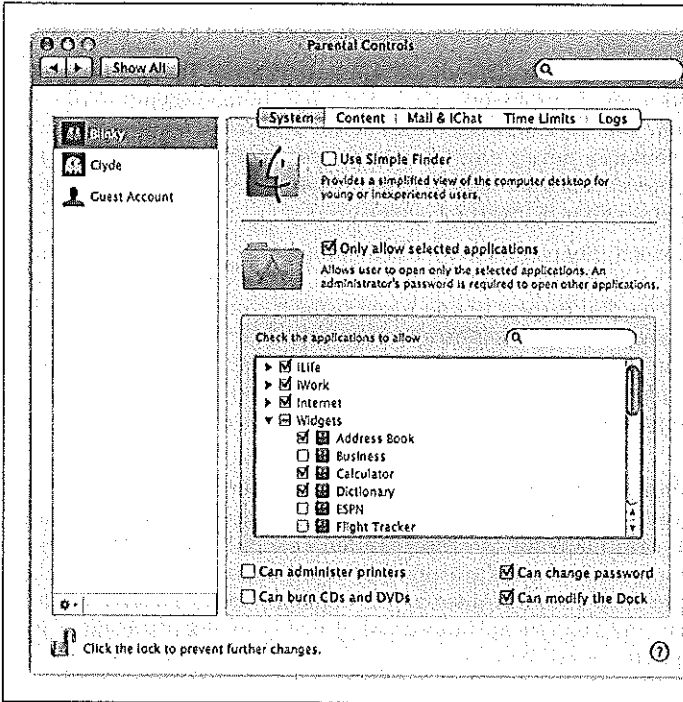 Parental Controls
Show All
Binky
Clyde
Guest Account
System Content Mail & iChat Time Limits Logs
Use Simple Finder
Provides a simplified view of the computer desktop for
young or inexperienced users.
Only allow selected applications
Allows user to open only the selected applications. An
administrator's password is required to open other applications.
Check the applications to allow
iLife
iWork
Internet
Widgets
Address Book
Business
Calculator
Dictionary
ESPN
Flight Tracker
Can administer printers
Can change password
Can burn CDs and DVDs
Can modify the Dock
Click the lock to prevent further changes.
?